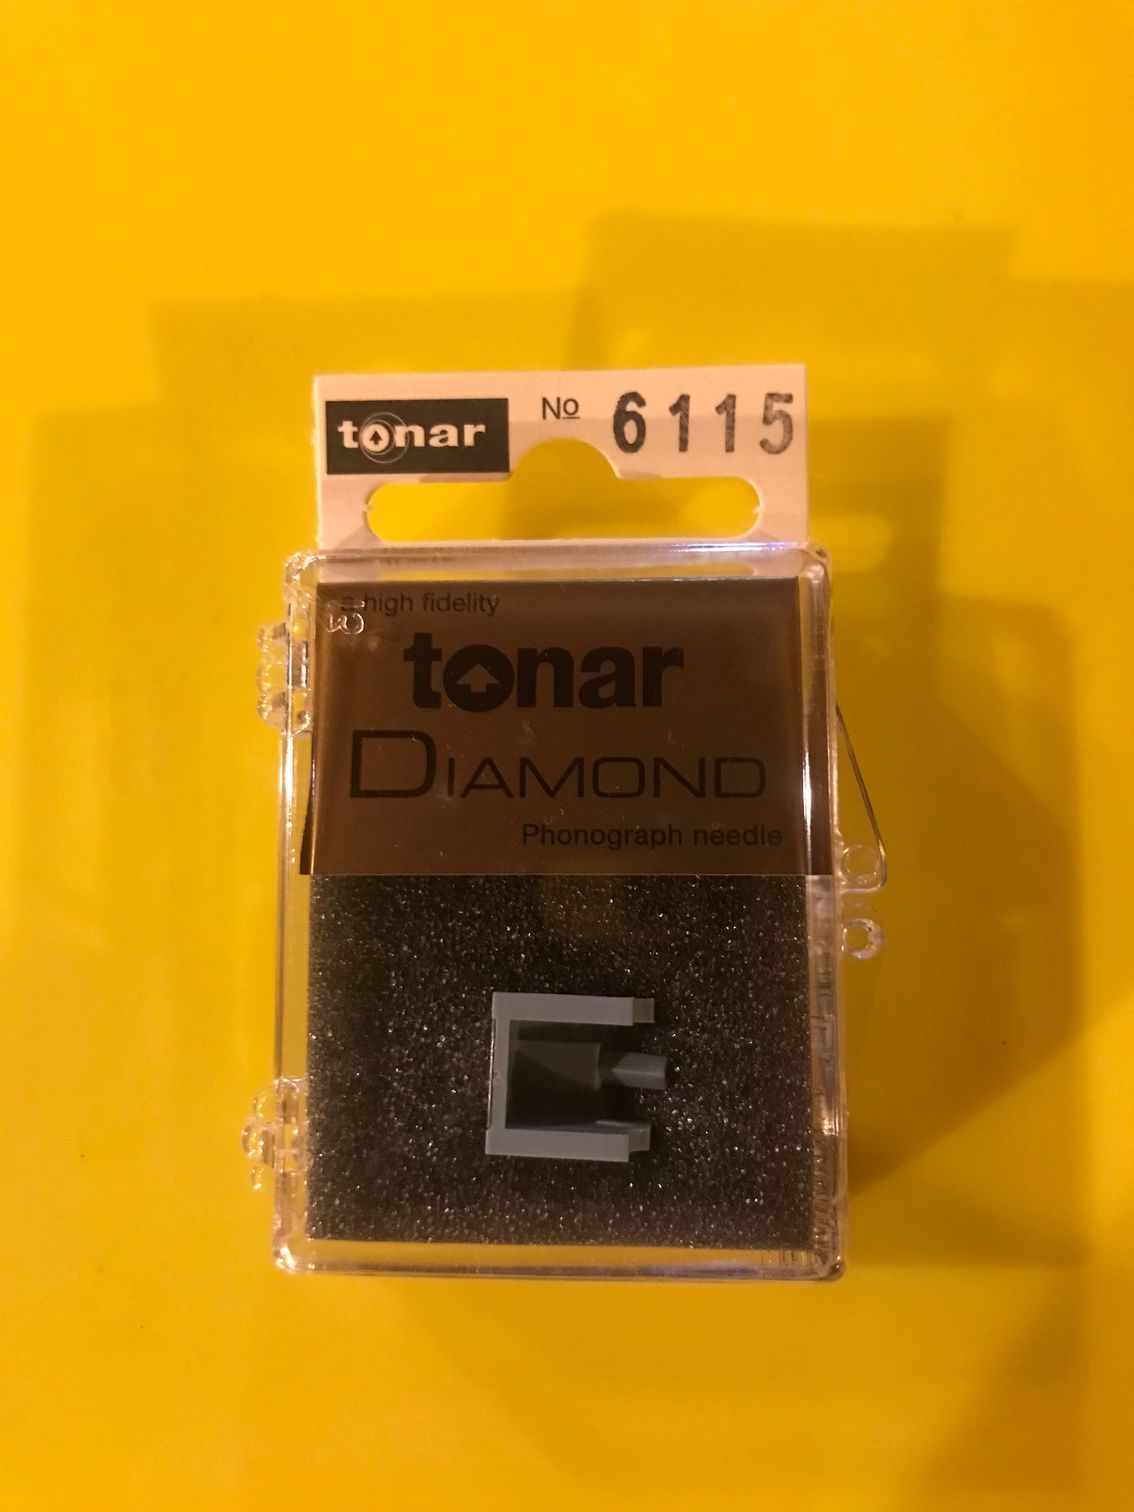 tonar
No 6115
a high fidelity
tonar
DIAMOND
Phonograph needle